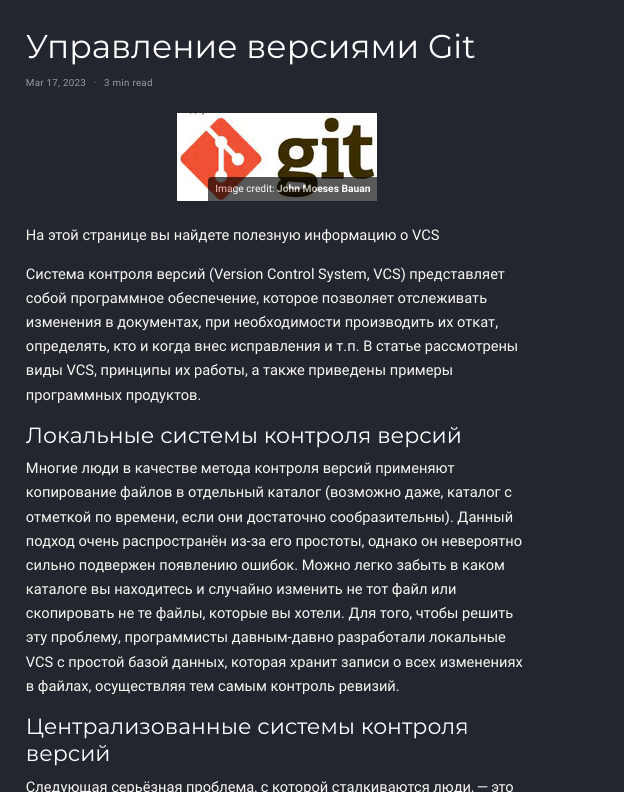 Управление версиями Git
Mar 17, 2023 · 3 min read
git
Image credit: John Moeses Bauan
На этой странице вы найдете полезную информацию о VCS
Система контроля версий (Version Control System, VCS) представляет
собой программное обеспечение, которое позволяет отслеживать
изменения в документах, при необходимости производить их откат,
определять, кто и когда внес исправления и т.п. В статье рассмотрены
виды VCS, принципы их работы, а также приведены примеры
программных продуктов.
Локальные системы контроля версий
Многие люди в качестве метода контроля версий применяют
копирование файлов в отдельный каталог (возможно даже, каталог с
отметкой по времени, если они достаточно сообразительны). Данный
подход очень распространён из-за его простоты, однако он невероятно
сильно подвержен появлению ошибок. Можно легко забыть в каком
каталоге вы находитесь и случайно изменить не тот файл или
скопировать не те файлы, которые вы хотели. Для того, чтобы решить
эту проблему, программисты давным-давно разработали локальные
VCS с простой базой данных, которая хранит записи о всех изменениях
в файлах, осуществляя тем самым контроль ревизий.
Централизованные системы контроля
версий
Следующая серьёзная проблема, с которой сталкиваются люди, — это